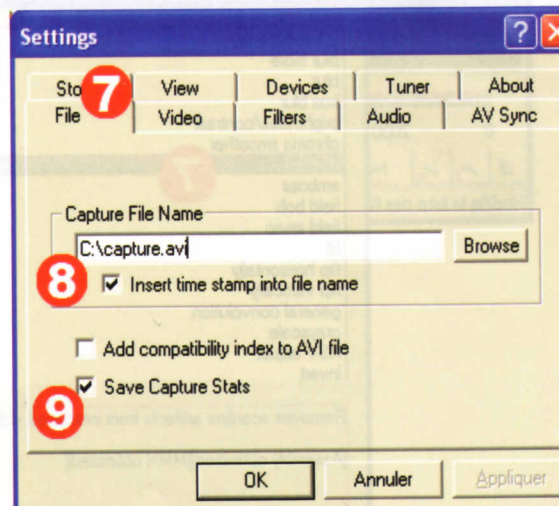 Settings
?
Sto View Devices Tuner About
7
File Video Filters Audio AV Sync
Capture File Name
C:\capture.avi Browse
8
Insert time stamp into file name
Add compatibility index to AVI file
Save Capture Stats
9
OK Annuler Appliquer